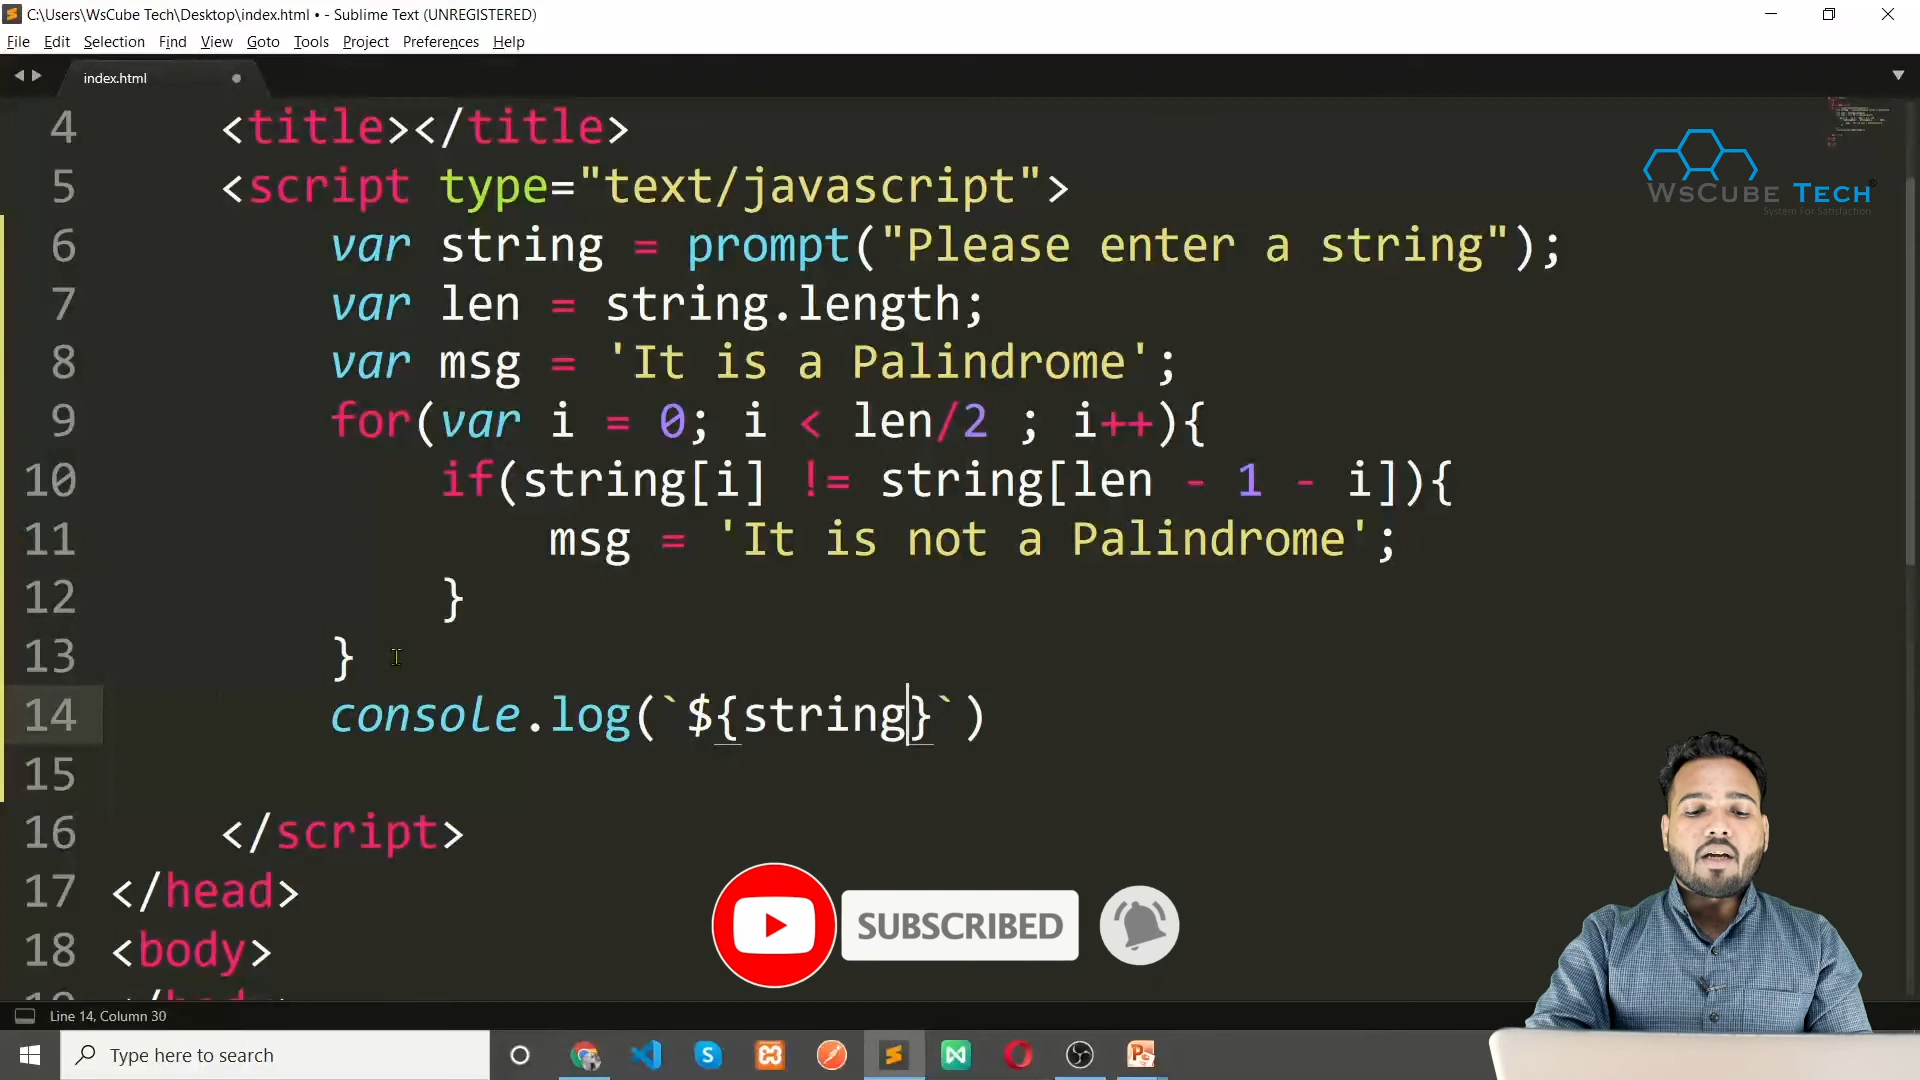 C:\Users\WsCube Tech\Desktop\index.html • - Sublime Text (UNREGISTERED)
File Edit Selection Find View Goto Tools Project Preferences Help
index.html
4 <title></title>
5 <script type="text/javascript">
6 var string = prompt("Please enter a string");
7 var len = string.length;
8 var msg = 'It is a Palindrome';
9 for(var i = 0; i < len/2 ; i++){
10 if(string[i] != string[len - 1 - i]){
11 msg = 'It is not a Palindrome';
12 }
13 }
14 console.log(`${string}`)
15
16 </script>
17 </head>
18 <body>
WsCube Tech
System For Satisfaction
SUBSCRIBED
Line 14, Column 30
Type here to search